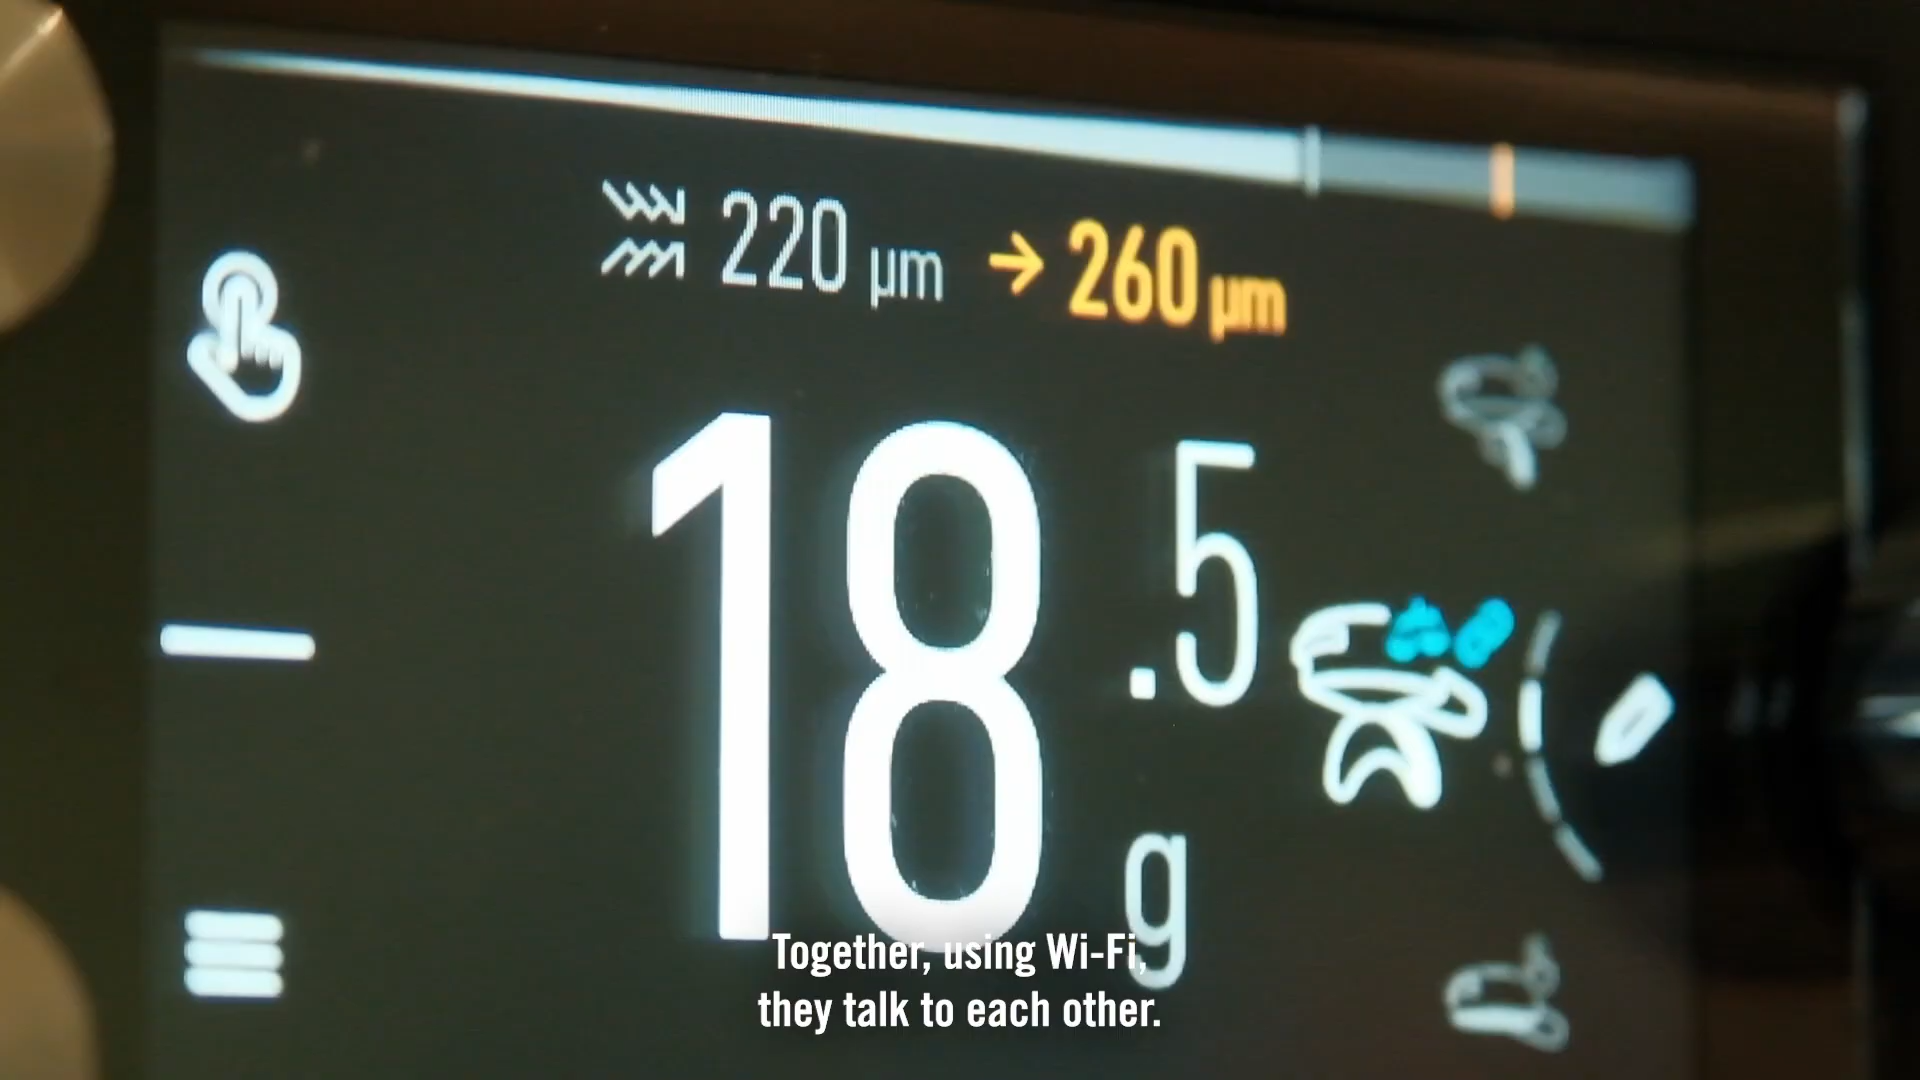 220 µm → 260 µm
18.5 g
Together, using Wi-Fi,
they talk to each other.